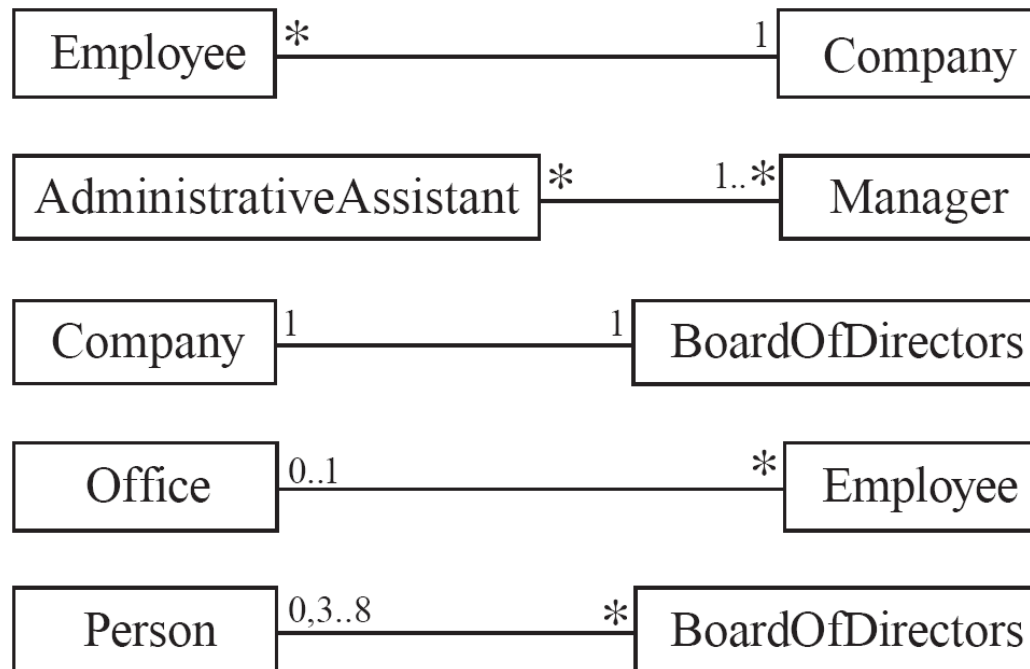 Employee * 1 Company
AdministrativeAssistant * 1..* Manager
Company 1 1 BoardOfDirectors
Office 0..1 * Employee
Person 0,3..8 * BoardOfDirectors